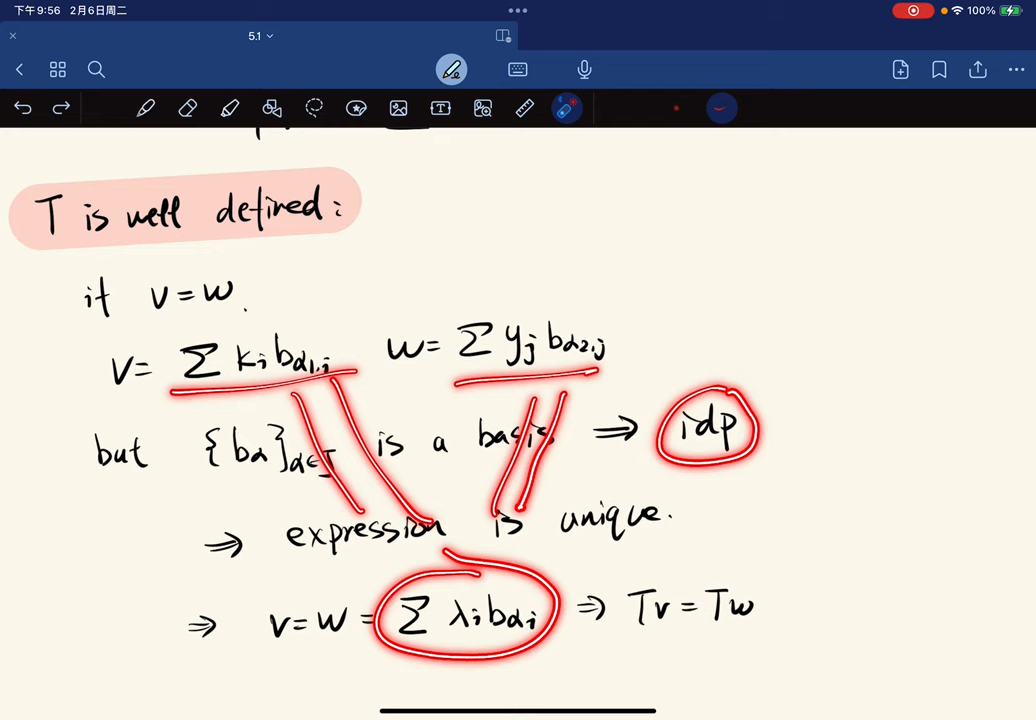 下午9:56 2月6日周二
100%
5.1
T is well defined:
if v=w.
v= ∑ kᵢ b_{α1,i} w= ∑ yⱼ b_{α2,j}
but {bα}_{α∈I} is a basis ⇒ idp
⇒ expression is unique.
⇒ v=w = ∑ λᵢ b_{αi} ⇒ Tv=Tw